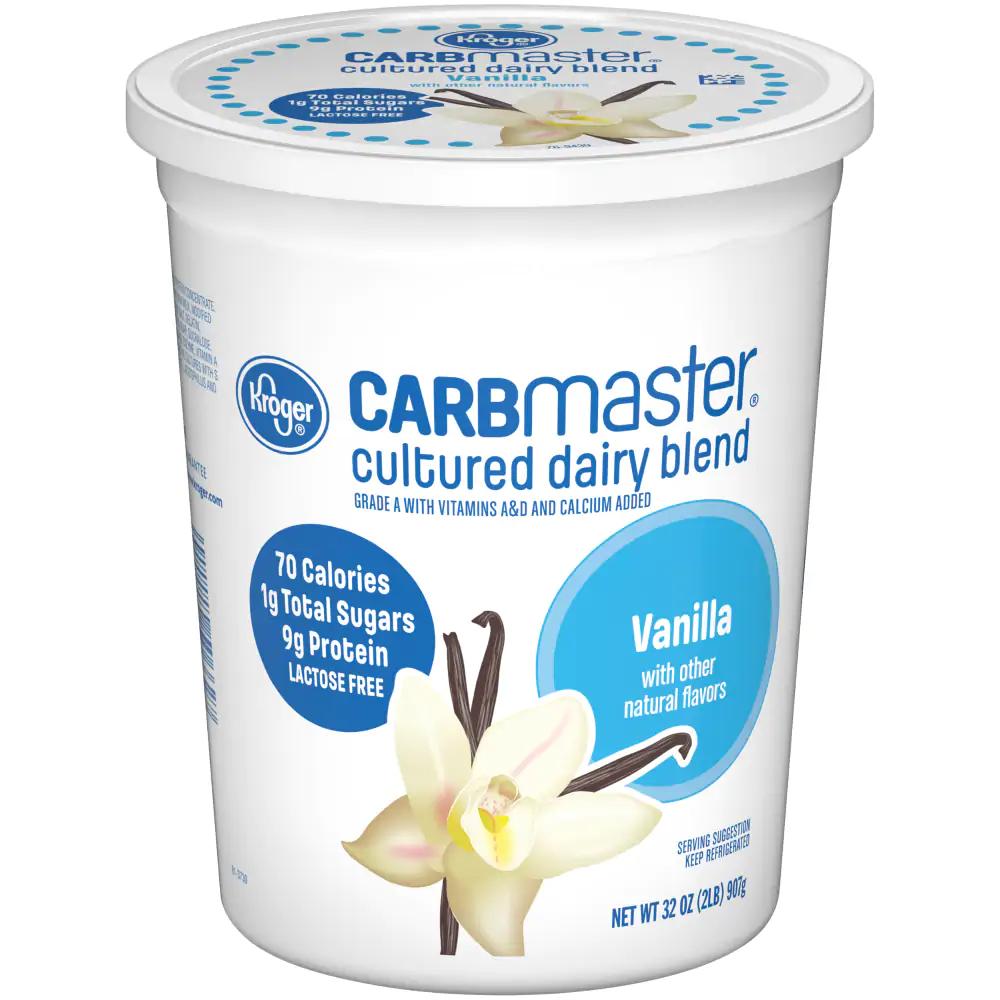 Kroger®
CARBmaster®
cultured dairy blend
Vanilla
with other natural flavors
70 Calories
1g Total Sugars
9g Protein
LACTOSE FREE
Kroger®
CARBmaster®
cultured dairy blend
GRADE A WITH VITAMINS A&D AND CALCIUM ADDED
70 Calories
1g Total Sugars
9g Protein
LACTOSE FREE
Vanilla
with other
natural flavors
SERVING SUGGESTION
KEEP REFRIGERATED
NET WT 32 OZ (2LB) 907g